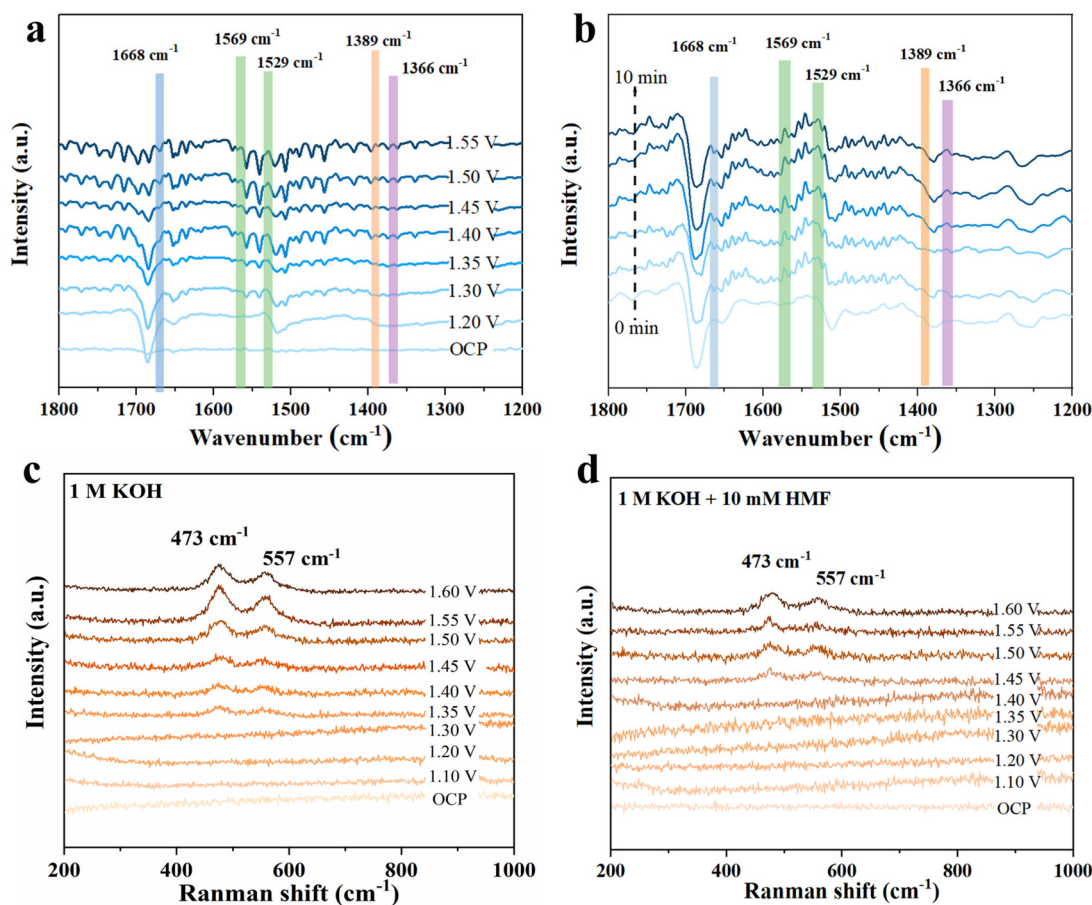 a
1668 cm-1
1569 cm-1
1529 cm-1
1389 cm-1
1366 cm-1
Intensity (a.u.)
1.55 V
1.50 V
1.45 V
1.40 V
1.35 V
1.30 V
1.20 V
OCP
1800 1700 1600 1500 1400 1300 1200
Wavenumber (cm-1)
b
10 min
1668 cm-1
1569 cm-1
1529 cm-1
1389 cm-1
1366 cm-1
0 min
Intensity (a.u.)
1800 1700 1600 1500 1400 1300 1200
Wavenumber (cm-1)
c
1 M KOH
473 cm-1
557 cm-1
Intensity (a.u.)
1.60 V
1.55 V
1.50 V
1.45 V
1.40 V
1.35 V
1.30 V
1.20 V
1.10 V
OCP
200 400 600 800 1000
Ranman shift (cm-1)
d
1 M KOH + 10 mM HMF
473 cm-1
557 cm-1
Intensity (a.u.)
1.60 V
1.55 V
1.50 V
1.45 V
1.40 V
1.35 V
1.30 V
1.20 V
1.10 V
OCP
200 400 600 800 1000
Ranman shift (cm-1)